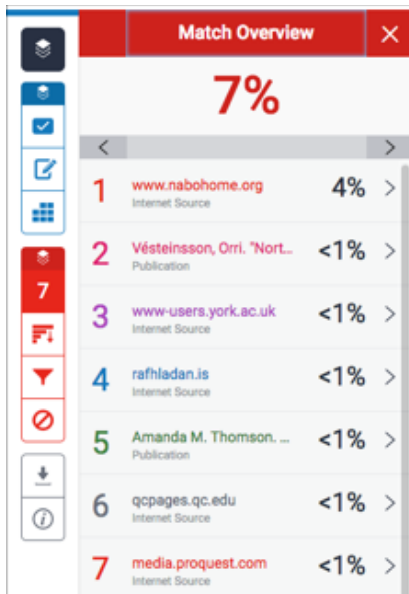 Match Overview
7%
1 www.nabohome.org 4%
Internet Source
2 Vésteinsson, Orri. "Nort... <1%
Publication
3 www-users.york.ac.uk <1%
Internet Source
4 rafhladan.is <1%
Internet Source
5 Amanda M. Thomson. ... <1%
Publication
6 qcpages.qc.edu <1%
Internet Source
7 media.proquest.com <1%
Internet Source
7